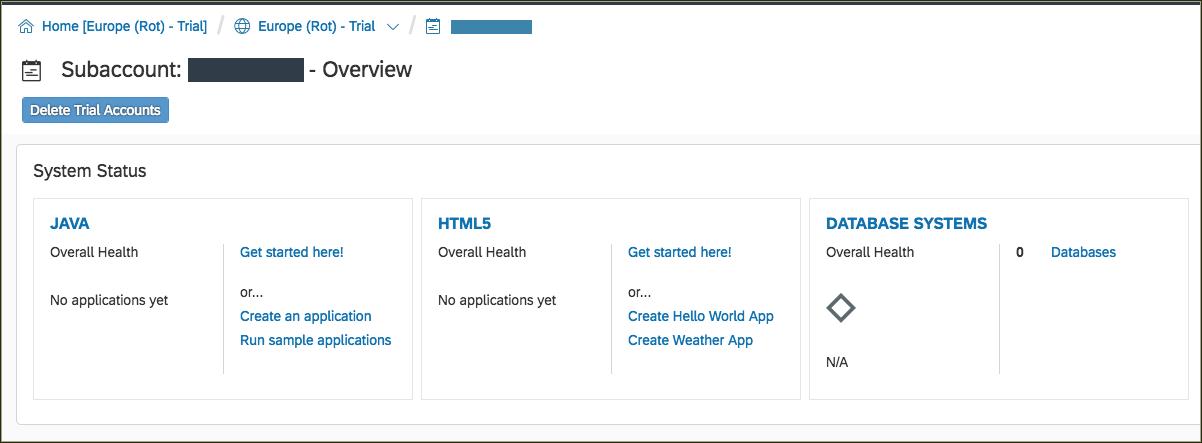 Home [Europe (Rot) - Trial] / Europe (Rot) - Trial /
Subaccount: - Overview
Delete Trial Accounts
System Status
JAVA
Overall Health
No applications yet
Get started here!
or...
Create an application
Run sample applications
HTML5
Overall Health
No applications yet
Get started here!
or...
Create Hello World App
Create Weather App
DATABASE SYSTEMS
Overall Health
N/A
0 Databases